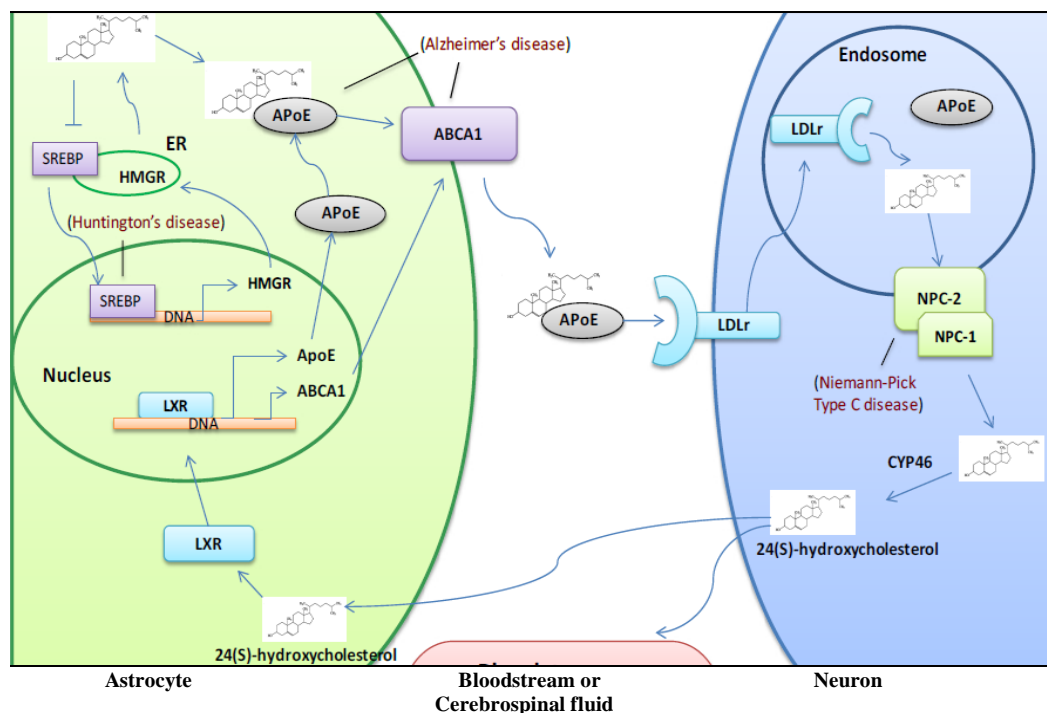 (Alzheimer's disease)
Endosome
APoE
ABCA1
LDLr
APoE
SREBP
ER
HMGR
APoE
(Huntington's disease)
HMGR
SREBP
DNA
NPC-2
NPC-1
APoE
LDLr
ApoE
Nucleus
ABCA1
LXR
DNA
(Niemann-Pick
Type C disease)
CYP46
LXR
24(S)-hydroxycholesterol
24(S)-hydroxycholesterol
Astrocyte
Bloodstream or
Cerebrospinal fluid
Neuron